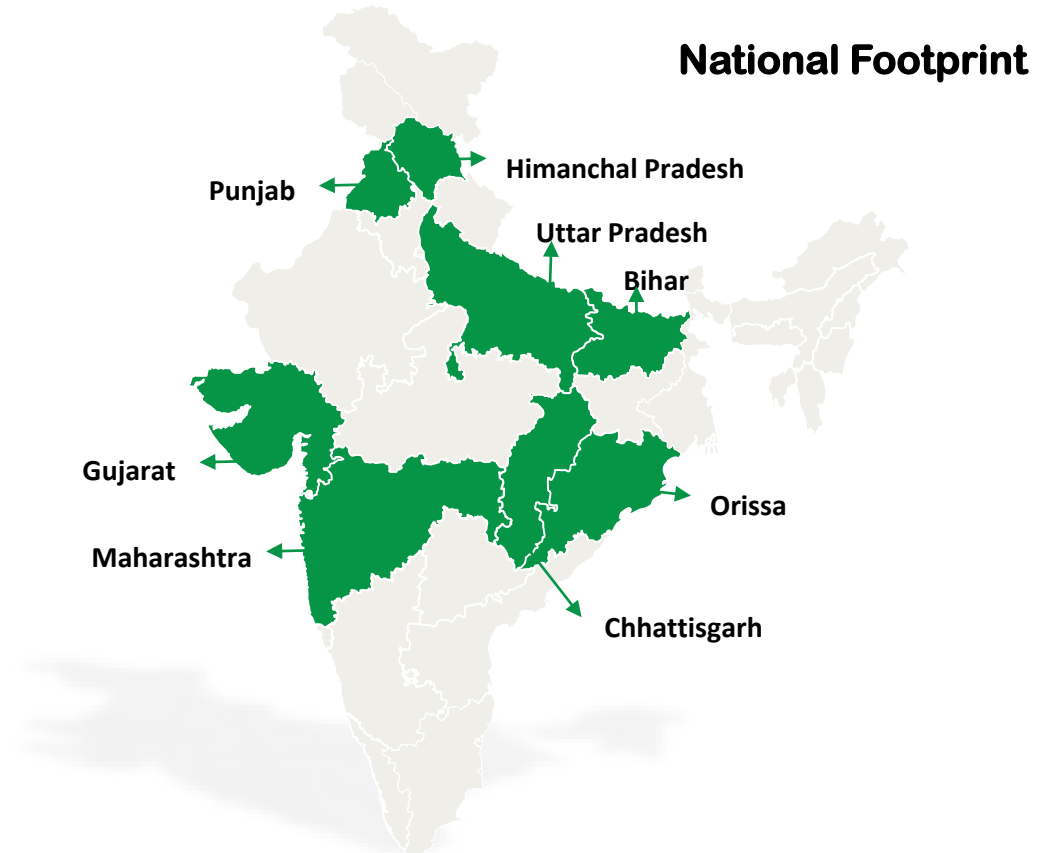 National Footprint
Himanchal Pradesh
Punjab
Uttar Pradesh
Bihar
Gujarat
Orissa
Maharashtra
Chhattisgarh